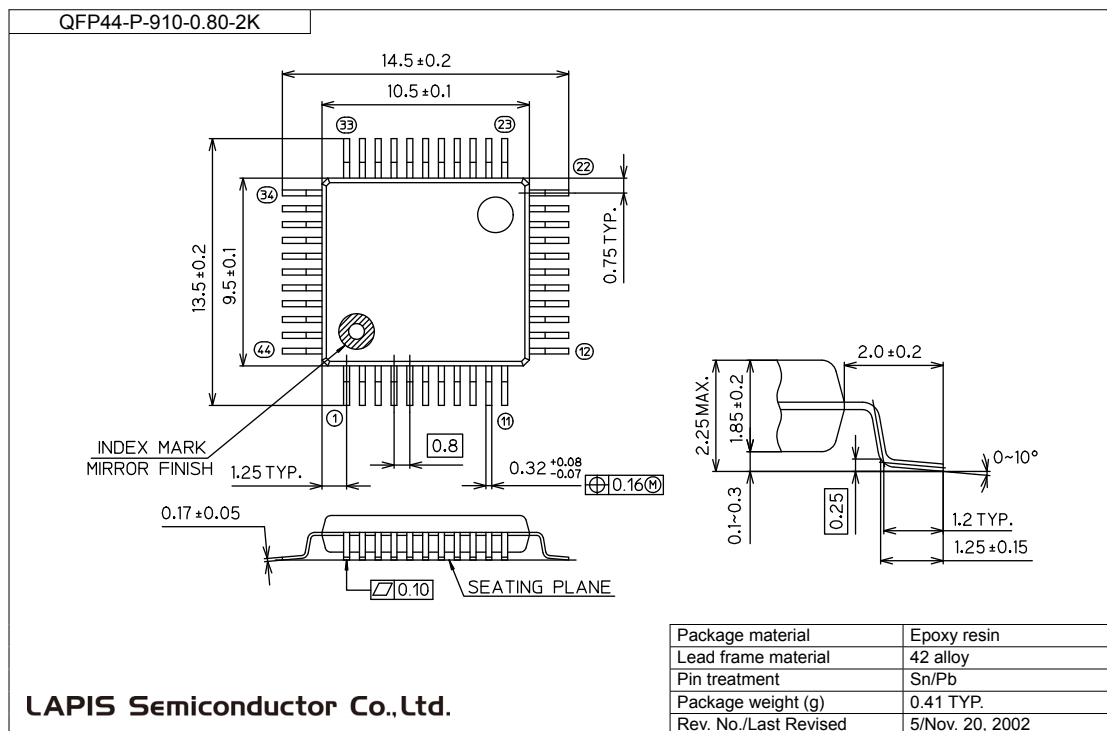 QFP44-P-910-0.80-2K
14.5±0.2
10.5±0.1
33
23
22
34
0.75 TYP.
13.5±0.2
9.5±0.1
44
12
1
11
INDEX MARK
MIRROR FINISH
0.8
1.25 TYP.
0.32 +0.08 -0.07
⌖ 0.16 Ⓜ
0.17±0.05
⏥ 0.10
SEATING PLANE
2.0±0.2
2.25 MAX.
1.85±0.2
0~10°
0.1~0.3
0.25
1.2 TYP.
1.25±0.15
Package material Epoxy resin
Lead frame material 42 alloy
Pin treatment Sn/Pb
Package weight (g) 0.41 TYP.
Rev. No./Last Revised 5/Nov. 20, 2002
LAPIS Semiconductor Co.,Ltd.